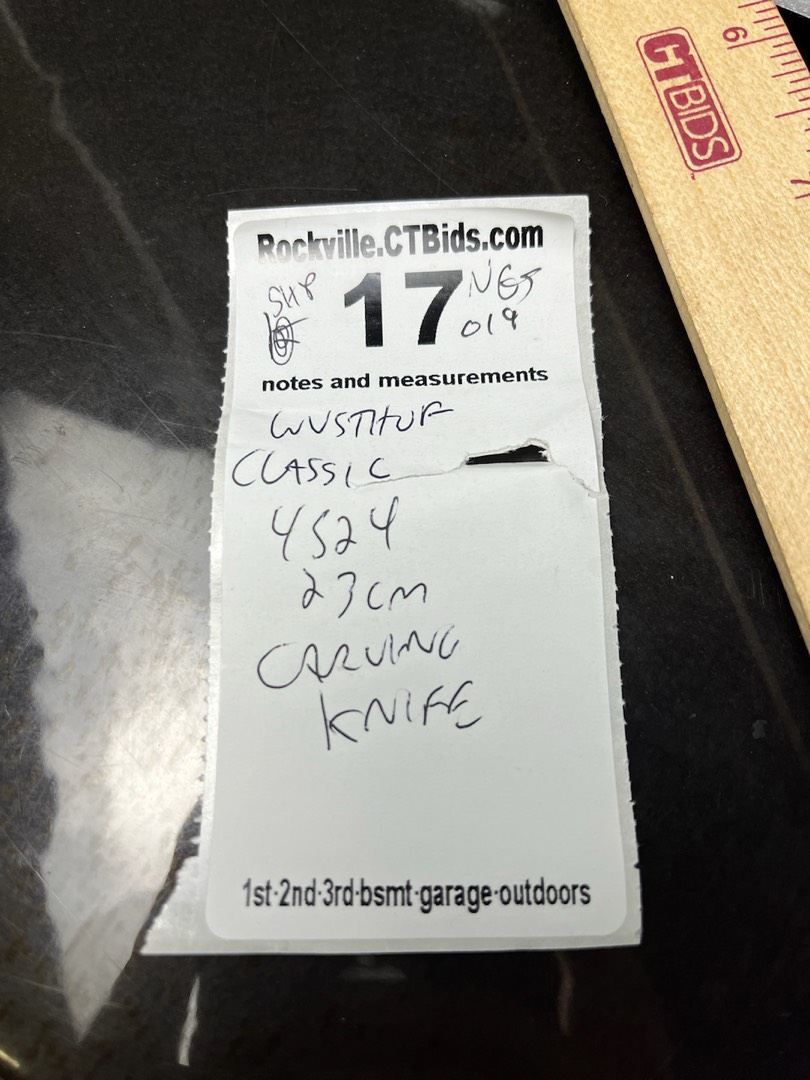 6
CTBIDS
Rockville.CTBids.com
SHP 17 NGS
019
notes and measurements
WUSTHUF
CLASSIC
4524
23cm
CARVING
KNIFE
1st·2nd·3rd·bsmt·garage·outdoors